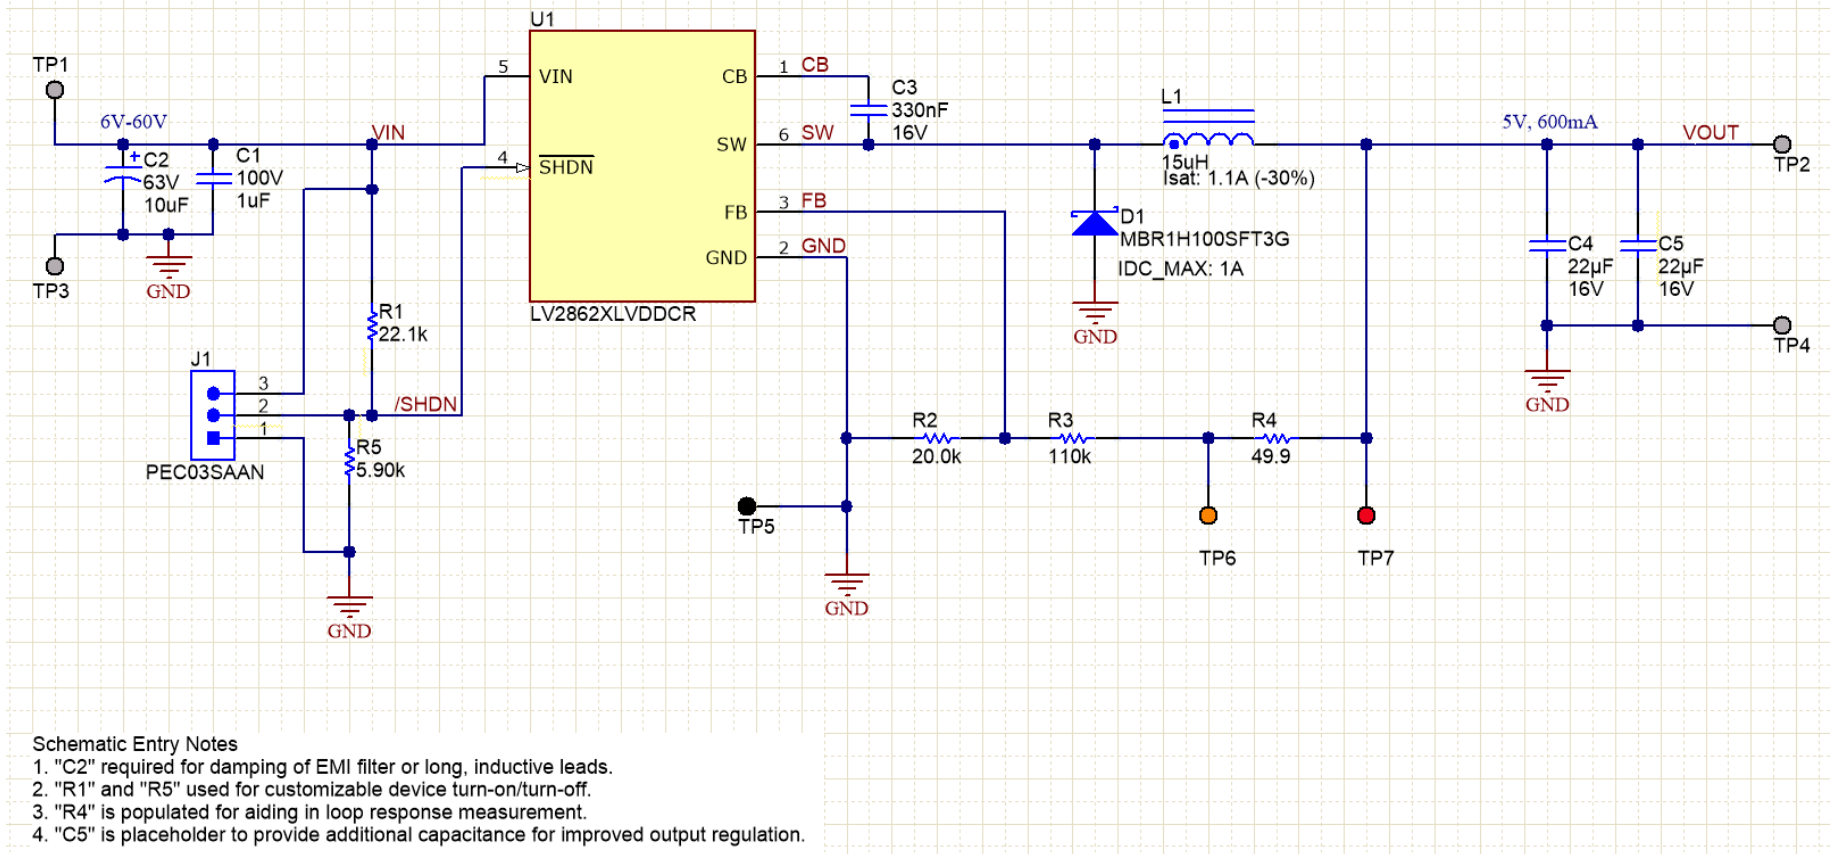 U1
TP1
6V-60V
VIN
C2
63V
10uF
C1
100V
1uF
TP3
GND
5
VIN
4
SHDN
CB
1
CB
SW
6
SW
FB
3
FB
GND
2
GND
LV2862XLVDDCR
C3
330nF
16V
L1
15uH
Isat: 1.1A (-30%)
D1
MBR1H100SFT3G
IDC_MAX: 1A
GND
5V, 600mA
VOUT
TP2
C4
22µF
16V
C5
22µF
16V
TP4
GND
R1
22.1k
J1
3
2
1
PEC03SAAN
/SHDN
R5
5.90k
GND
R2
20.0k
R3
110k
R4
49.9
TP5
TP6
TP7
GND
Schematic Entry Notes
1. "C2" required for damping of EMI filter or long, inductive leads.
2. "R1" and "R5" used for customizable device turn-on/turn-off.
3. "R4" is populated for aiding in loop response measurement.
4. "C5" is placeholder to provide additional capacitance for improved output regulation.